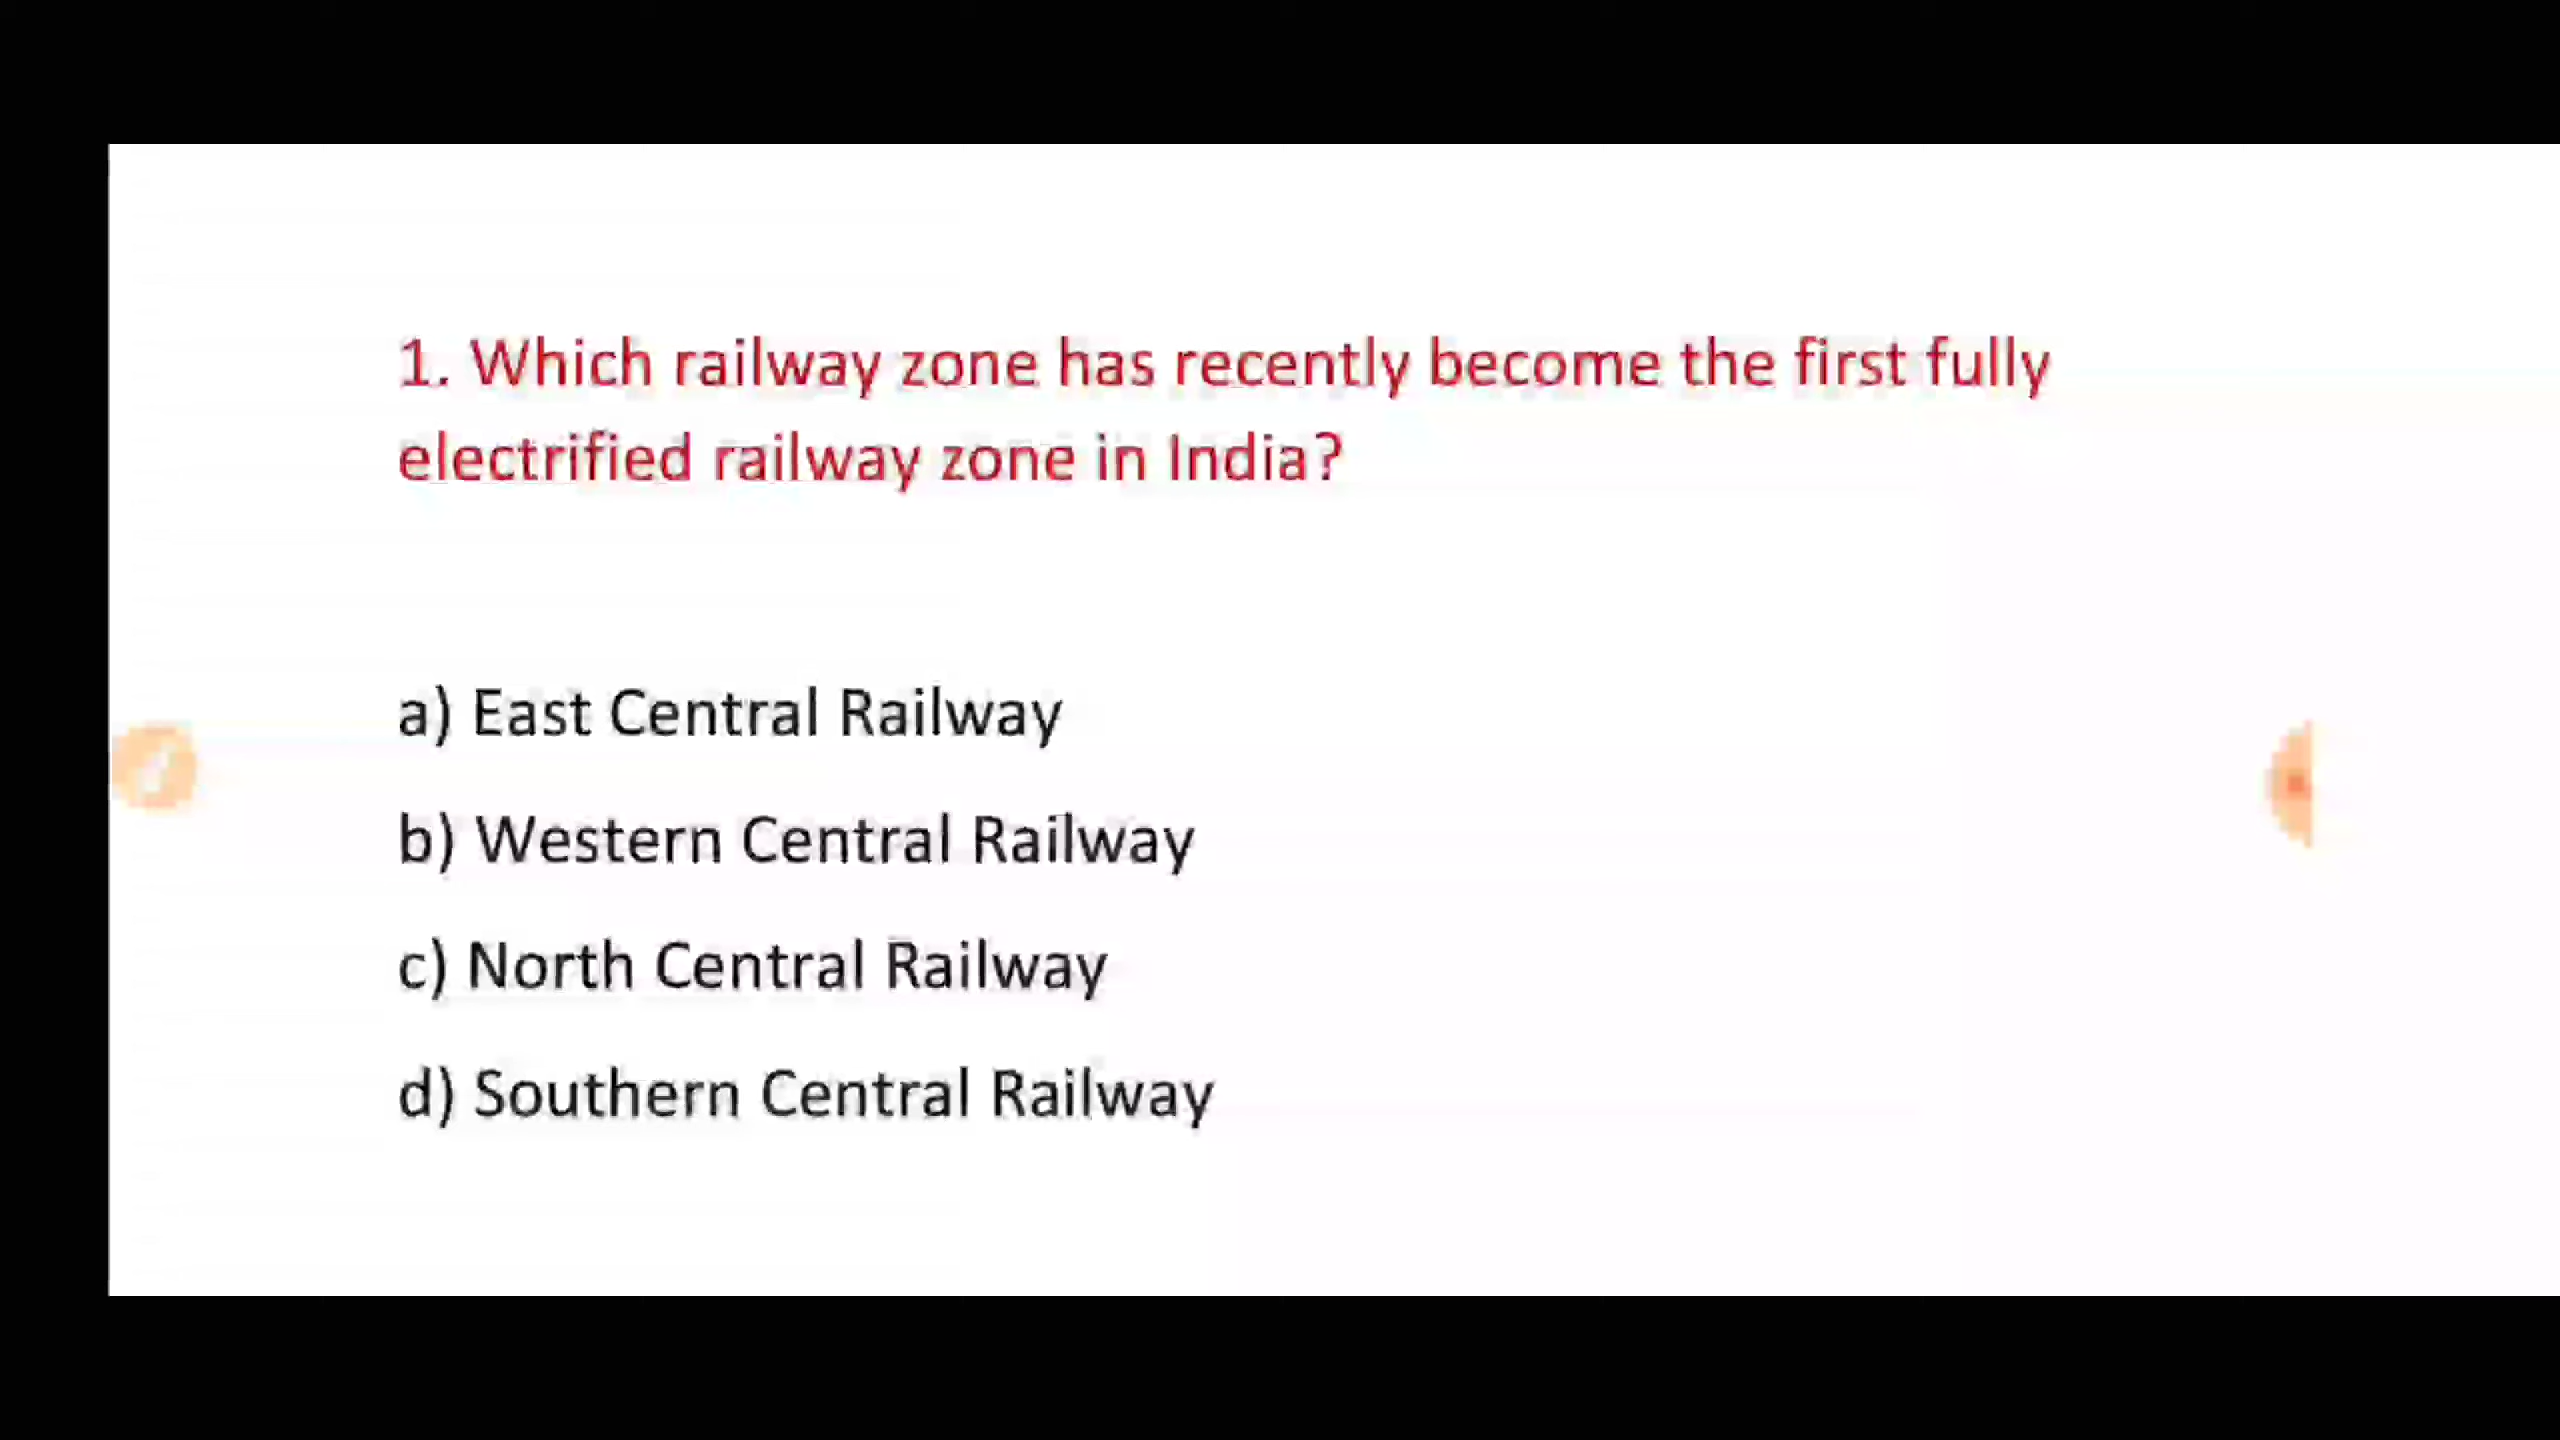 1. Which railway zone has recently become the first fully
electrified railway zone in India?
a) East Central Railway
b) Western Central Railway
c) North Central Railway
d) Southern Central Railway